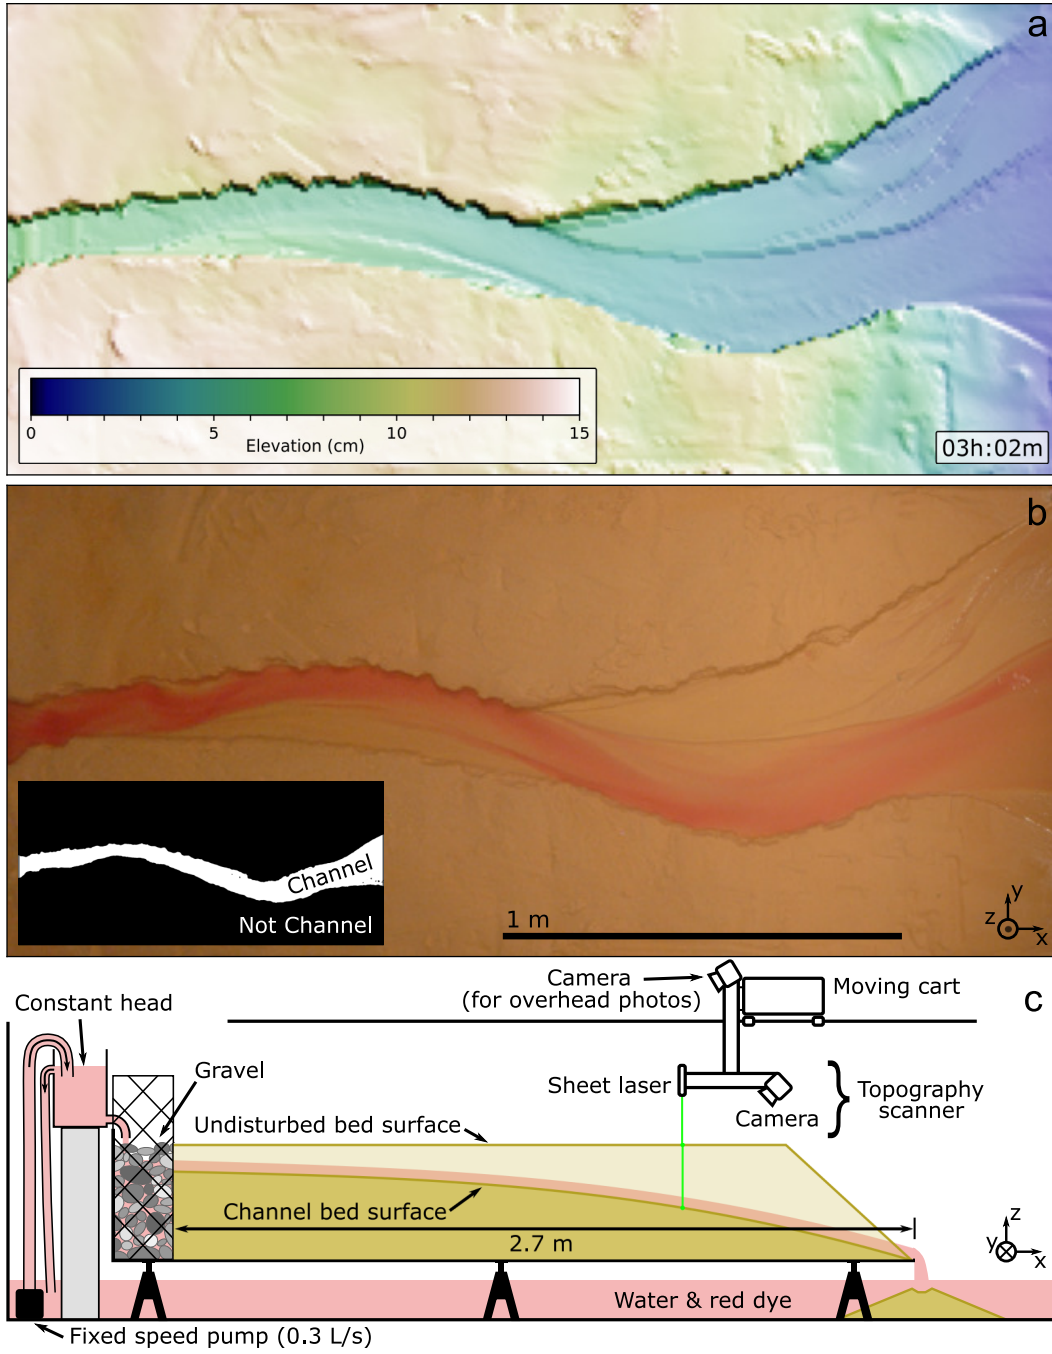 a
0
5
10
15
Elevation (cm)
03h:02m
b
Channel
Not Channel
1 m
y
z
x
c
Camera
(for overhead photos)
Moving cart
Constant head
Gravel
Sheet laser
Camera
Topography
scanner
Undisturbed bed surface
Channel bed surface
2.7 m
z
y
x
Water & red dye
Fixed speed pump (0.3 L/s)